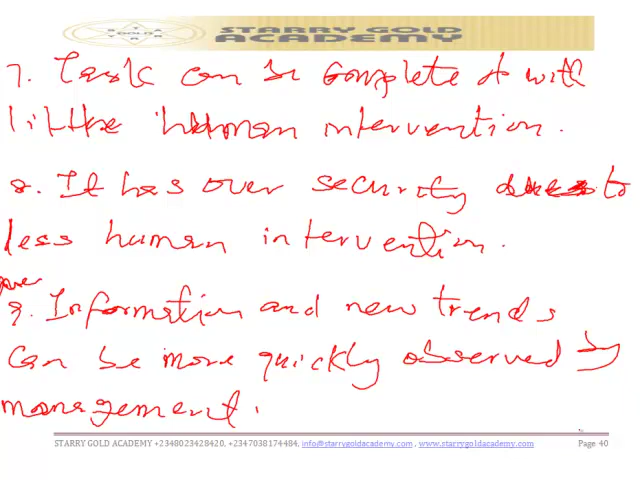 STARRY GOLD
ACADEMY
7. Task can be completed with
little human intervention.
8. It has over security due to
less human intervention.
9. Information and new trends
can be more quickly observed by
management.
STARRY GOLD ACADEMY +2348023428420, +2347038174484, info@starrygoldacademy.com , www.starrygoldacademy.com Page 40